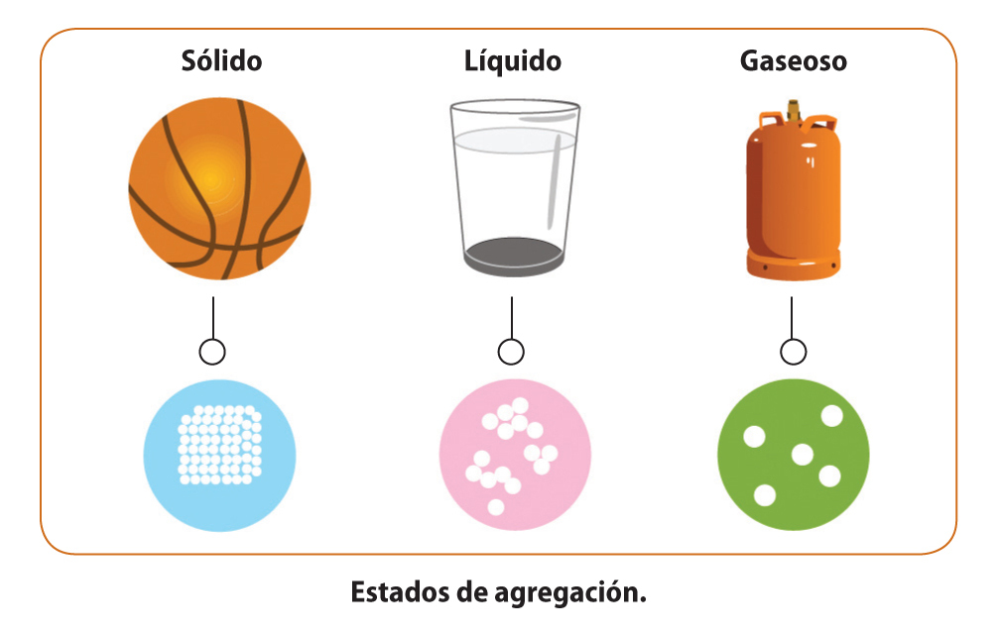 Sólido
Líquido
Gaseoso
Estados de agregación.